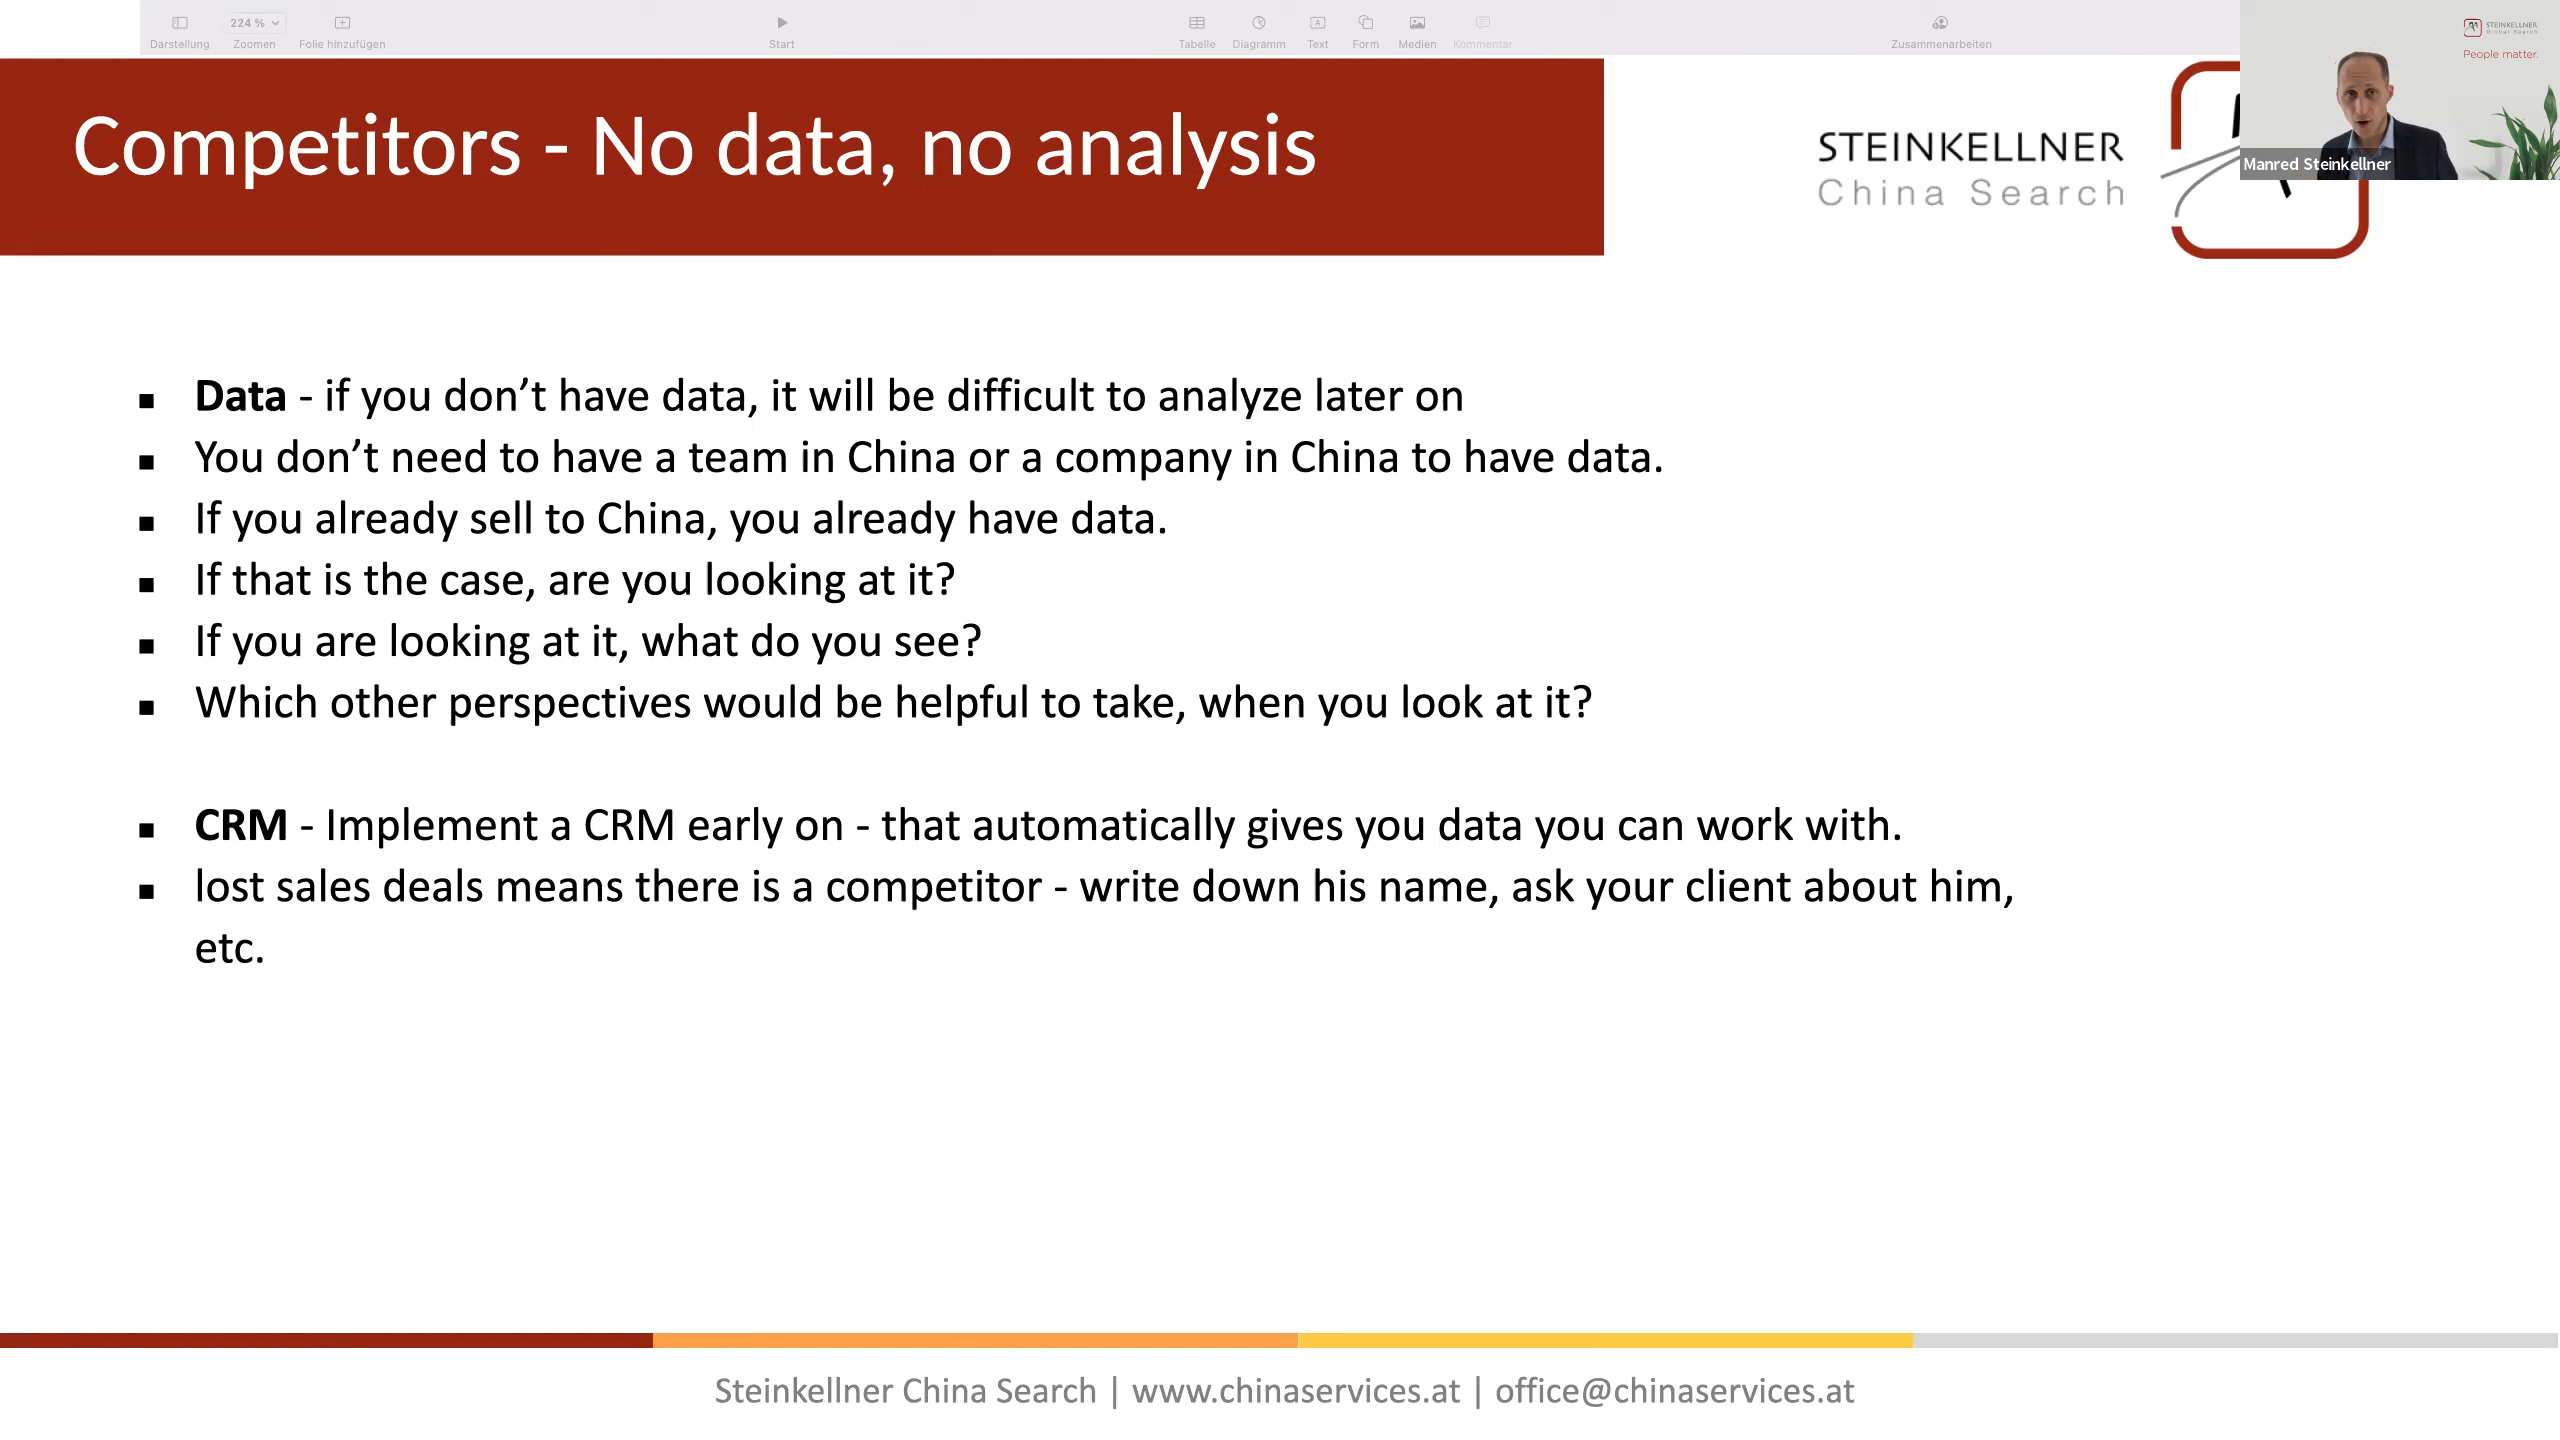 Darstellung
224 %
Zoomen
Folie hinzufügen
Start
Tabelle
Diagramm
Text
Form
Medien
Kommentar
Zusammenarbeiten
STEINKELLNER
Global Search
People matter.
Manred Steinkellner
Competitors - No data, no analysis
STEINKELLNER
China Search
▪ Data - if you don’t have data, it will be difficult to analyze later on
▪ You don’t need to have a team in China or a company in China to have data.
▪ If you already sell to China, you already have data.
▪ If that is the case, are you looking at it?
▪ If you are looking at it, what do you see?
▪ Which other perspectives would be helpful to take, when you look at it?
▪ CRM - Implement a CRM early on - that automatically gives you data you can work with.
▪ lost sales deals means there is a competitor - write down his name, ask your client about him,
etc.
Steinkellner China Search | www.chinaservices.at | office@chinaservices.at